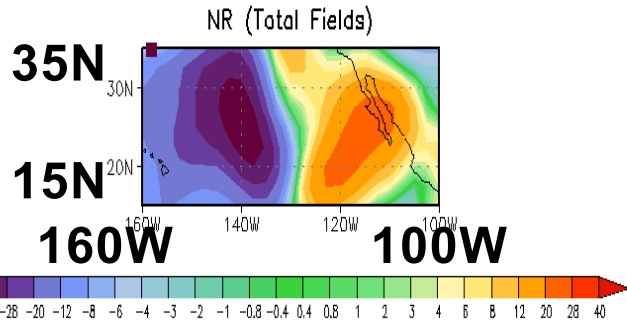 NR (Total Fields)
35N
30N
15N
20N
160W 140W 120W 100W
160W 100W
-28 -20 -12 -8 -6 -4 -3 -2 -1 -0.8 -0.4 0.4 0.8 1 2 3 4 6 8 12 20 28 40